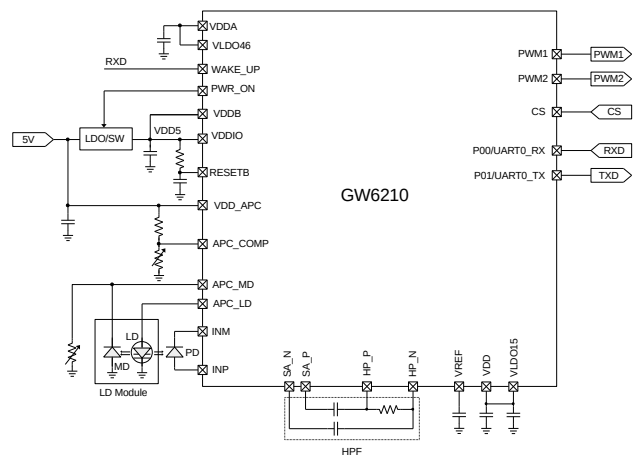 VDDA
VLDO46
RXD
WAKE_UP
PWR_ON
VDDB
5V
LDO/SW
VDD5
VDDIO
RESETB
VDD_APC
APC_COMP
APC_MD
APC_LD
INM
LD
PD
MD
INP
LD Module
GW6210
PWM1
PWM1
PWM2
PWM2
CS
CS
P00/UART0_RX
RXD
P01/UART0_TX
TXD
SA_N
SA_P
HP_P
HP_N
VREF
VDD
VLDO15
HPF